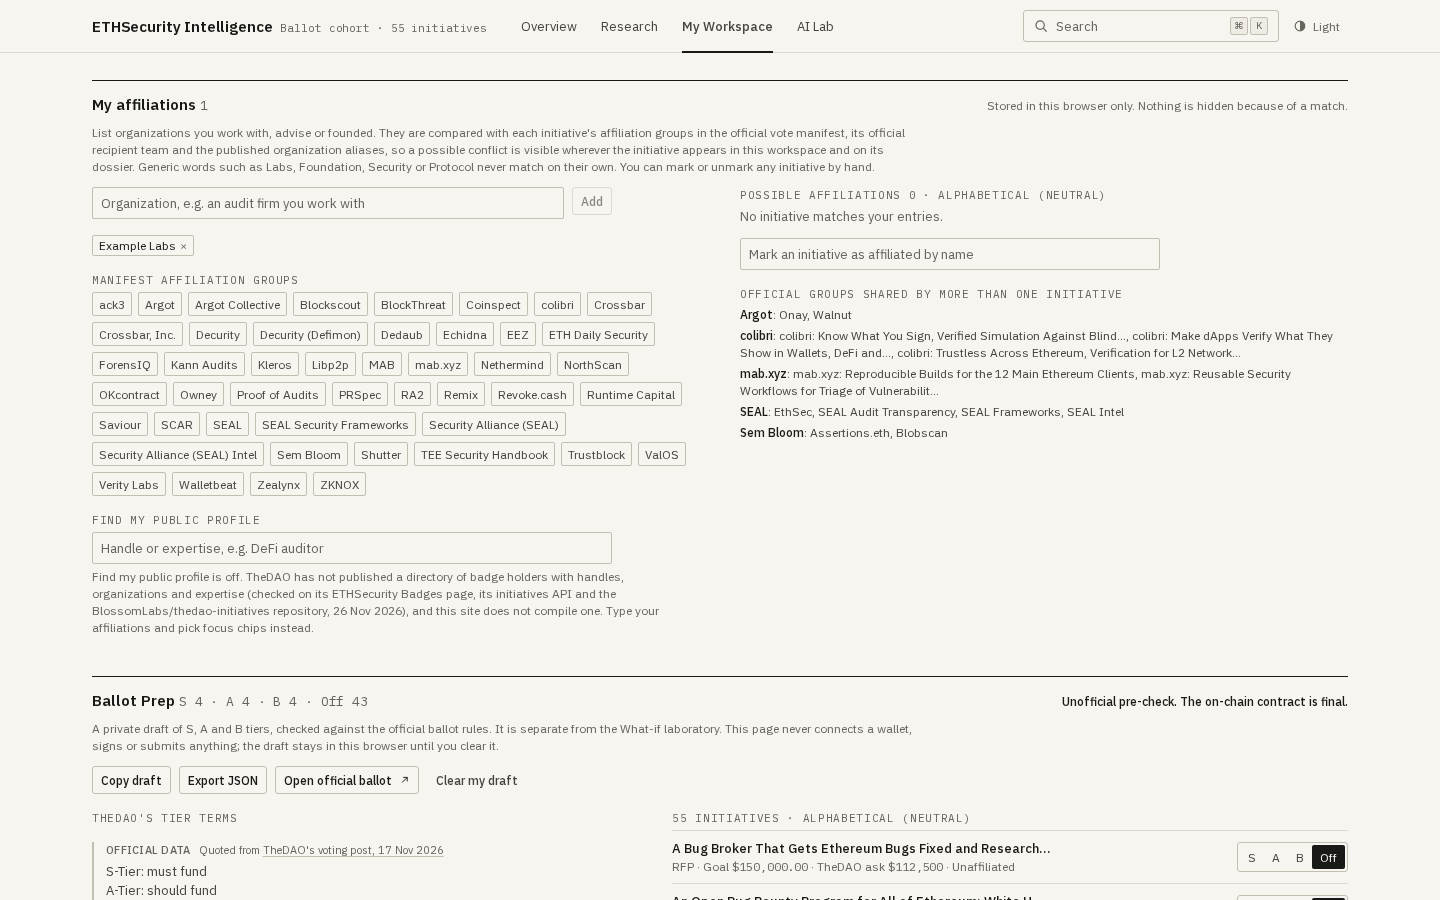 ETHSecurity Intelligence Ballot cohort · 55 initiatives Overview Research My Workspace AI Lab Search ⌘ K Light
My affiliations 1 Stored in this browser only. Nothing is hidden because of a match.
List organizations you work with, advise or founded. They are compared with each initiative's affiliation groups in the official vote manifest, its official
recipient team and the published organization aliases, so a possible conflict is visible wherever the initiative appears in this workspace and on its
dossier. Generic words such as Labs, Foundation, Security or Protocol never match on their own. You can mark or unmark any initiative by hand.
Organization, e.g. an audit firm you work with Add
Example Labs ×
MANIFEST AFFILIATION GROUPS
ack3 Argot Argot Collective Blockscout BlockThreat Coinspect colibri Crossbar
Crossbar, Inc. Decurity Decurity (Defimon) Dedaub Echidna EEZ ETH Daily Security
ForensIQ Kann Audits Kleros Libp2p MAB mab.xyz Nethermind NorthScan
OKcontract Owney Proof of Audits PRSpec RA2 Remix Revoke.cash Runtime Capital
Saviour SCAR SEAL SEAL Security Frameworks Security Alliance (SEAL)
Security Alliance (SEAL) Intel Sem Bloom Shutter TEE Security Handbook Trustblock ValOS
Verity Labs Walletbeat Zealynx ZKNOX
FIND MY PUBLIC PROFILE
Handle or expertise, e.g. DeFi auditor
Find my public profile is off. TheDAO has not published a directory of badge holders with handles,
organizations and expertise (checked on its ETHSecurity Badges page, its initiatives API and the
BlossomLabs/thedao-initiatives repository, 26 Nov 2026), and this site does not compile one. Type your
affiliations and pick focus chips instead.
POSSIBLE AFFILIATIONS 0 · ALPHABETICAL (NEUTRAL)
No initiative matches your entries.
Mark an initiative as affiliated by name
OFFICIAL GROUPS SHARED BY MORE THAN ONE INITIATIVE
Argot: Onay, Walnut
colibri: colibri: Know What You Sign, Verified Simulation Against Blind…, colibri: Make dApps Verify What They
Show in Wallets, DeFi and…, colibri: Trustless Across Ethereum, Verification for L2 Network…
mab.xyz: mab.xyz: Reproducible Builds for the 12 Main Ethereum Clients, mab.xyz: Reusable Security
Workflows for Triage of Vulnerabilit…
SEAL: EthSec, SEAL Audit Transparency, SEAL Frameworks, SEAL Intel
Sem Bloom: Assertions.eth, Blobscan
Ballot Prep S 4 · A 4 · B 4 · Off 43 Unofficial pre-check. The on-chain contract is final.
A private draft of S, A and B tiers, checked against the official ballot rules. It is separate from the What-if laboratory. This page never connects a wallet,
signs or submits anything; the draft stays in this browser until you clear it.
Copy draft Export JSON Open official ballot ↗ Clear my draft
THEDAO'S TIER TERMS
OFFICIAL DATA Quoted from TheDAO's voting post, 17 Nov 2026
S-Tier: must fund
A-Tier: should fund
55 INITIATIVES · ALPHABETICAL (NEUTRAL)
A Bug Broker That Gets Ethereum Bugs Fixed and Research… S A B Off
RFP · Goal $150,000.00 · TheDAO ask $112,500 · Unaffiliated
An Open Bug Bounty Program for All of Ethereum: White H…